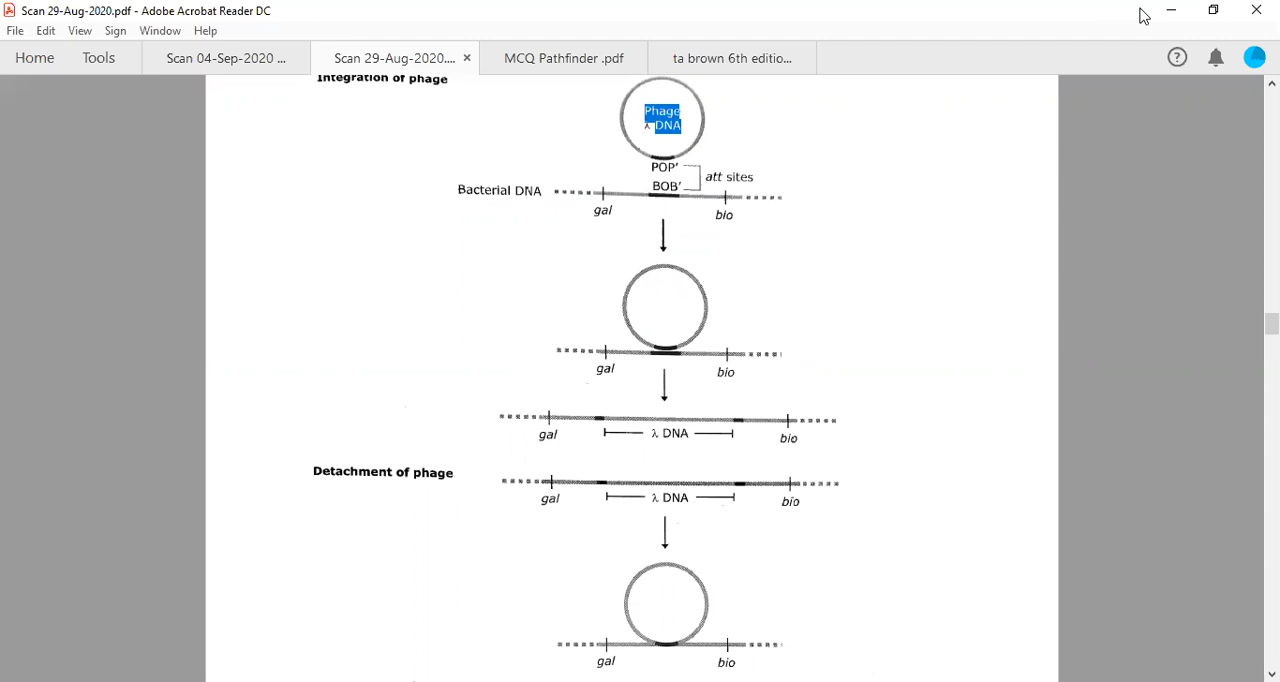 Scan 29-Aug-2020.pdf - Adobe Acrobat Reader DC
File Edit View Sign Window Help
Home Tools Scan 04-Sep-2020 ... Scan 29-Aug-2020.... × MCQ Pathfinder .pdf ta brown 6th editio...
Integration of phage
Phage
λ DNA
POP′
att sites
BOB′
Bacterial DNA
gal bio
gal bio
λ DNA
gal bio
Detachment of phage
λ DNA
gal bio
gal bio